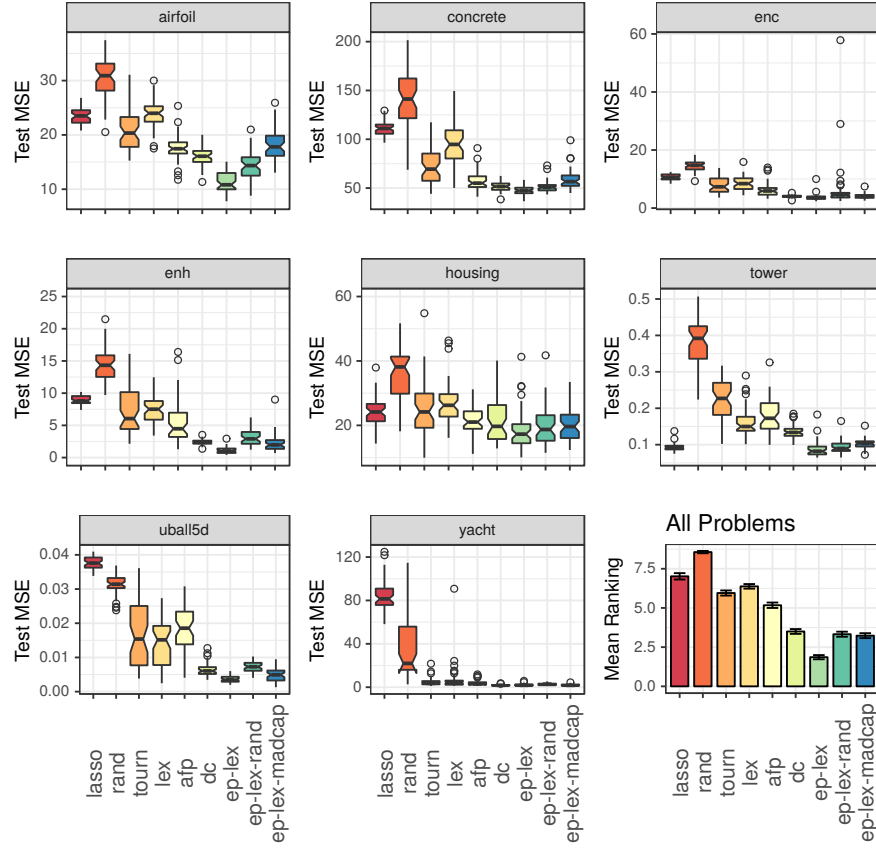 airfoil
concrete
enc
Test MSE
30
20
10
Test MSE
200
150
100
50
Test MSE
60
40
20
0
enh
housing
tower
Test MSE
25
20
15
10
5
0
Test MSE
60
40
20
Test MSE
0.5
0.4
0.3
0.2
0.1
uball5d
yacht
All Problems
Test MSE
0.04
0.03
0.02
0.01
0.00
Test MSE
120
80
40
0
Mean Ranking
7.5
5.0
2.5
0.0
lasso
rand
tourn
lex
afp
dc
ep-lex
ep-lex-rand
ep-lex-madcap
lasso
rand
tourn
lex
afp
dc
ep-lex
ep-lex-rand
ep-lex-madcap
lasso
rand
tourn
lex
afp
dc
ep-lex
ep-lex-rand
ep-lex-madcap